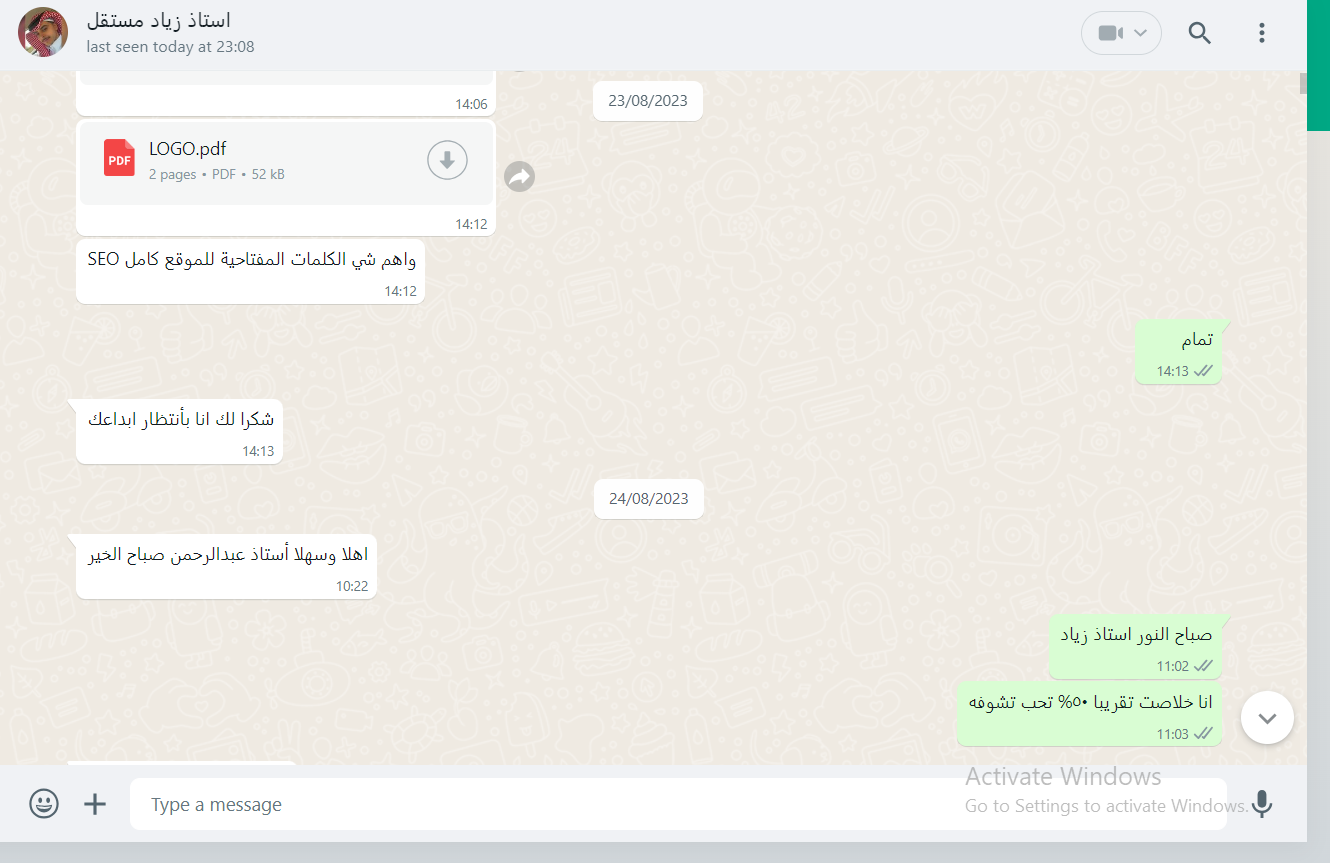 استاذ زياد مستقل
last seen today at 23:08
14:06
23/08/2023
PDF
LOGO.pdf
2 pages • PDF • 52 kB
14:12
واهم شي الكلمات المفتاحية للموقع كامل SEO
14:12
تمام
14:13
شكرا لك انا بأنتظار ابداعك
14:13
24/08/2023
اهلا وسهلا أستاذ عبدالرحمن صباح الخير
10:22
صباح النور استاذ زياد
11:02
انا خلاصت تقريبا ٥٠% تحب تشوفه
11:03
Activate Windows
Type a message
Go to Settings to activate Windows.